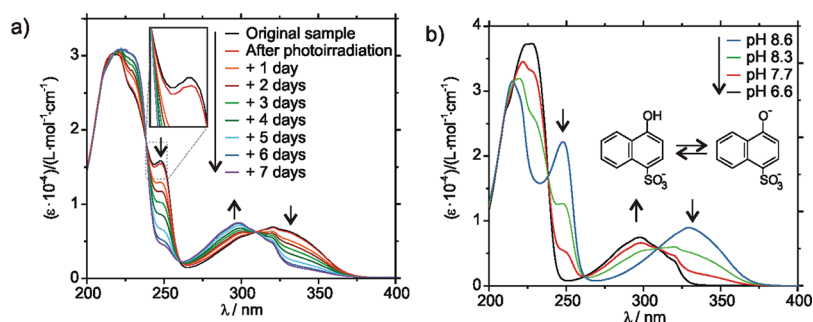 a)
(ε ·10⁻⁴)/(L·mol⁻¹·cm⁻¹)
4
3
2
1
0
200 250 300 350 400
λ / nm
Original sample
After photoirradiation
+ 1 day
+ 2 days
+ 3 days
+ 4 days
+ 5 days
+ 6 days
+ 7 days
b)
(ε ·10⁻⁴)/(L·mol⁻¹·cm⁻¹)
4
3
2
1
0
200 250 300 350 400
λ / nm
pH 8.6
pH 8.3
pH 7.7
pH 6.6
OH
SO₃⁻
O⁻
SO₃⁻